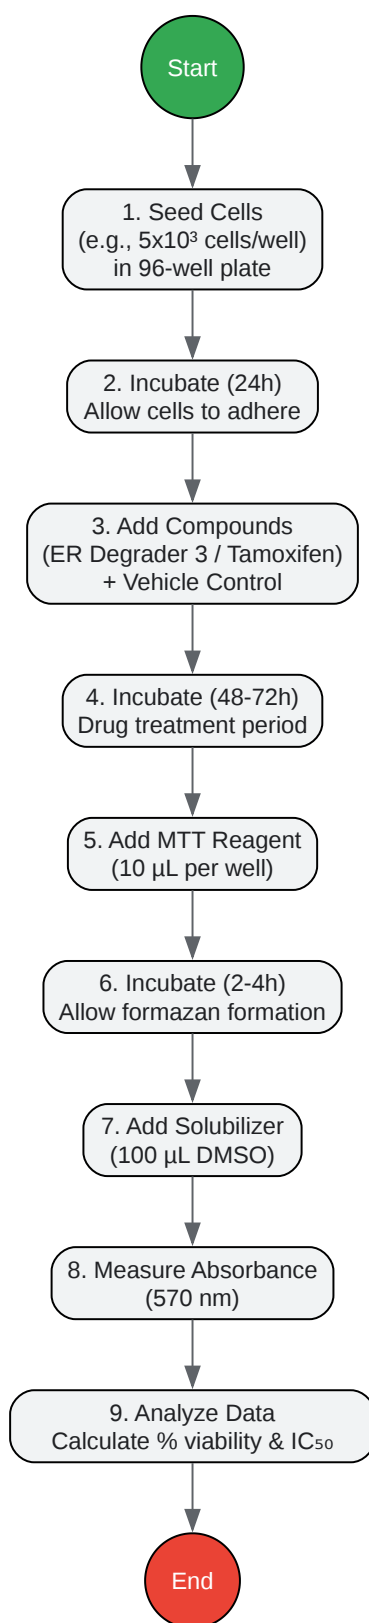 Start
1. Seed Cells
(e.g., 5x10³ cells/well)
in 96-well plate
2. Incubate (24h)
Allow cells to adhere
3. Add Compounds
(ER Degrader 3 / Tamoxifen)
+ Vehicle Control
4. Incubate (48-72h)
Drug treatment period
5. Add MTT Reagent
(10 µL per well)
6. Incubate (2-4h)
Allow formazan formation
7. Add Solubilizer
(100 µL DMSO)
8. Measure Absorbance
(570 nm)
9. Analyze Data
Calculate % viability & IC₅₀
End